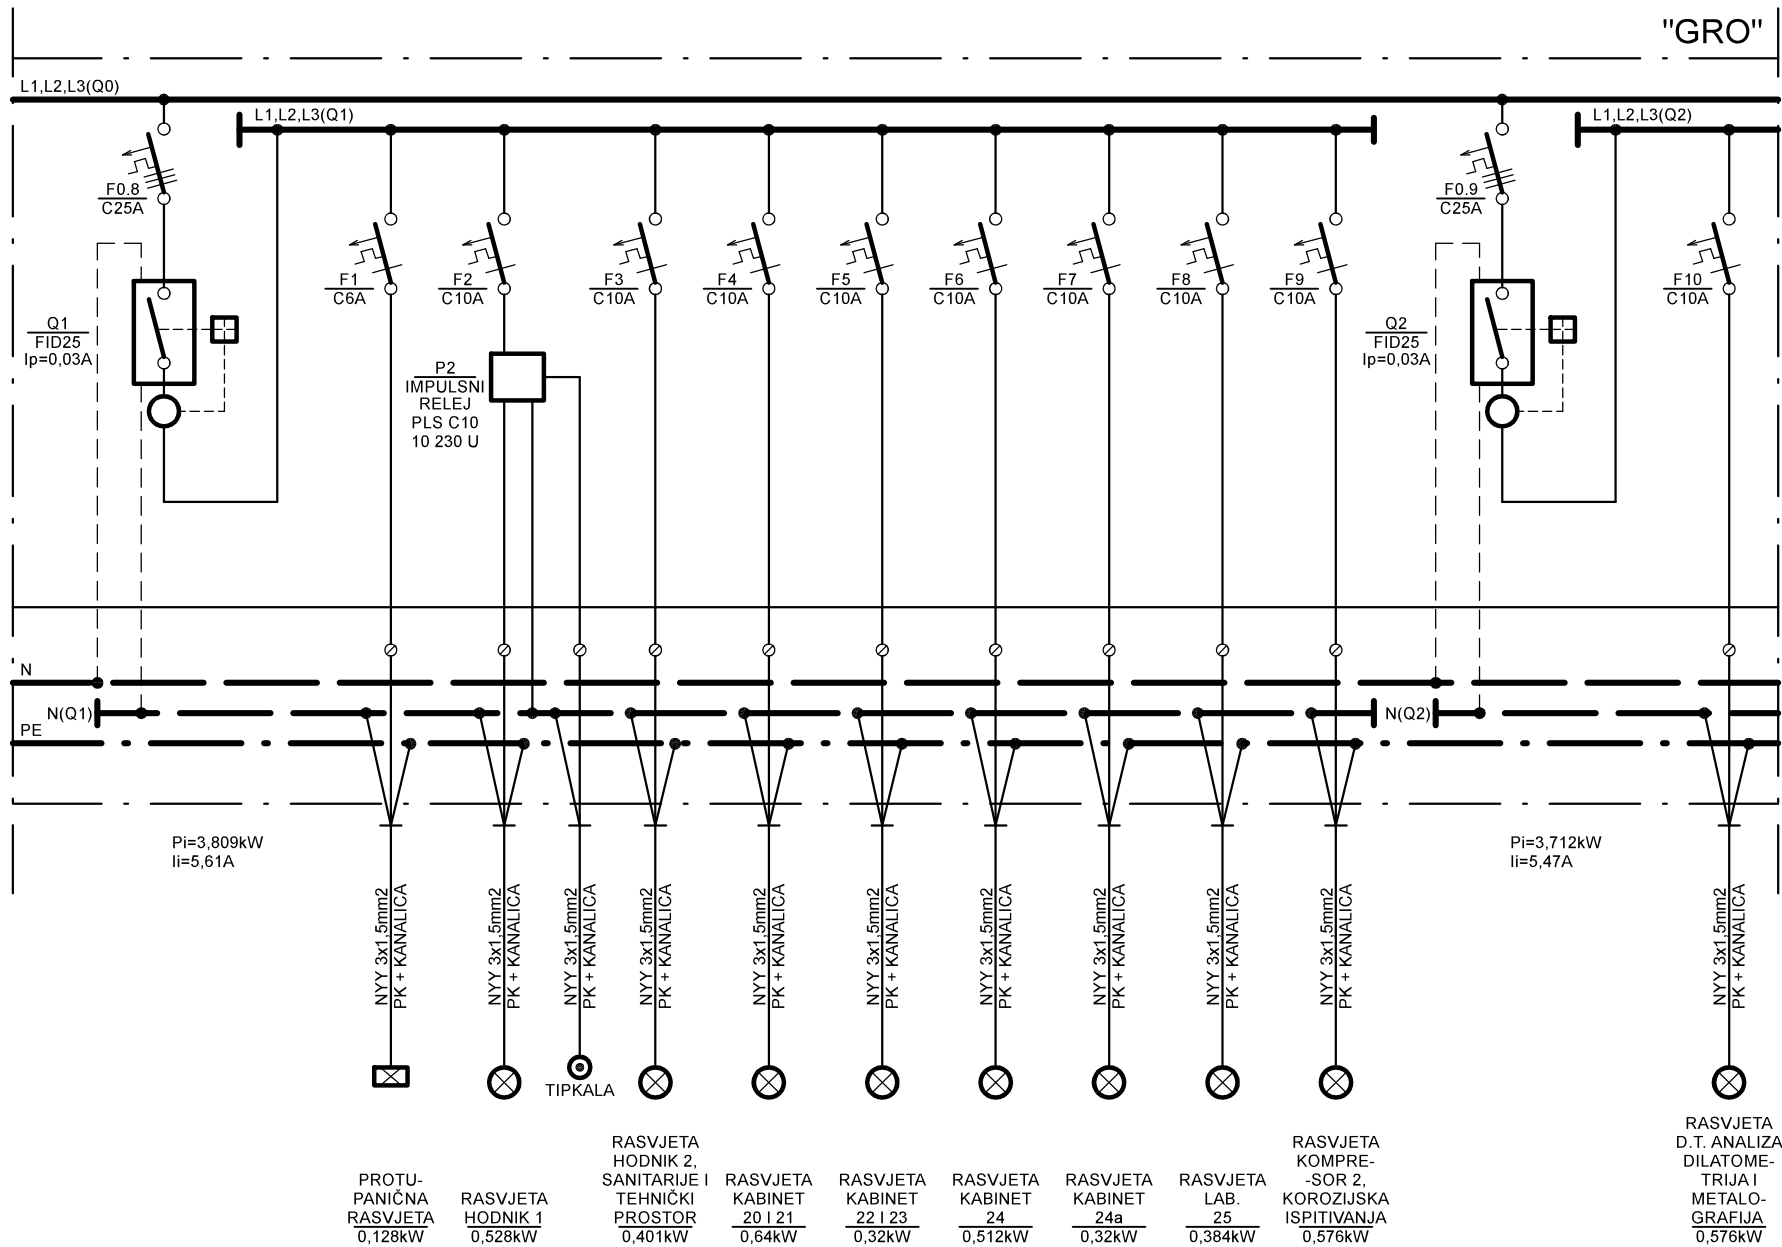 "GRO"
L1,L2,L3(Q0)
L1,L2,L3(Q1)
L1,L2,L3(Q2)
F0.8
C25A
F0.9
C25A
F1
C6A
F2
C10A
F3
C10A
F4
C10A
F5
C10A
F6
C10A
F7
C10A
F8
C10A
F9
C10A
F10
C10A
Q1
FID25
Ip=0,03A
Q2
FID25
Ip=0,03A
P2
IMPULSNI
RELEJ
PLS C10
10 230 U
N
N(Q1)
N(Q2)
PE
Pi=3,809kW
Ii=5,61A
Pi=3,712kW
Ii=5,47A
NYY 3x1,5mm2
PK + KANALICA
NYY 3x1,5mm2
PK + KANALICA
NYY 3x1,5mm2
PK + KANALICA
NYY 3x1,5mm2
PK + KANALICA
NYY 3x1,5mm2
PK + KANALICA
NYY 3x1,5mm2
PK + KANALICA
NYY 3x1,5mm2
PK + KANALICA
NYY 3x1,5mm2
PK + KANALICA
NYY 3x1,5mm2
PK + KANALICA
NYY 3x1,5mm2
PK + KANALICA
NYY 3x1,5mm2
PK + KANALICA
TIPKALA
PROTU-
PANIČNA
RASVJETA
0,128kW
RASVJETA
HODNIK 1
0,528kW
RASVJETA
HODNIK 2,
SANITARIJE I
TEHNIČKI
PROSTOR
0,401kW
RASVJETA
KABINET
20 I 21
0,64kW
RASVJETA
KABINET
22 I 23
0,32kW
RASVJETA
KABINET
24
0,512kW
RASVJETA
KABINET
24a
0,32kW
RASVJETA
LAB.
25
0,384kW
RASVJETA
KOMPRE-
-SOR 2,
KOROZIJSKA
ISPITIVANJA
0,576kW
RASVJETA
D.T. ANALIZA
DILATOME-
TRIJA I
METALO-
GRAFIJA
0,576kW